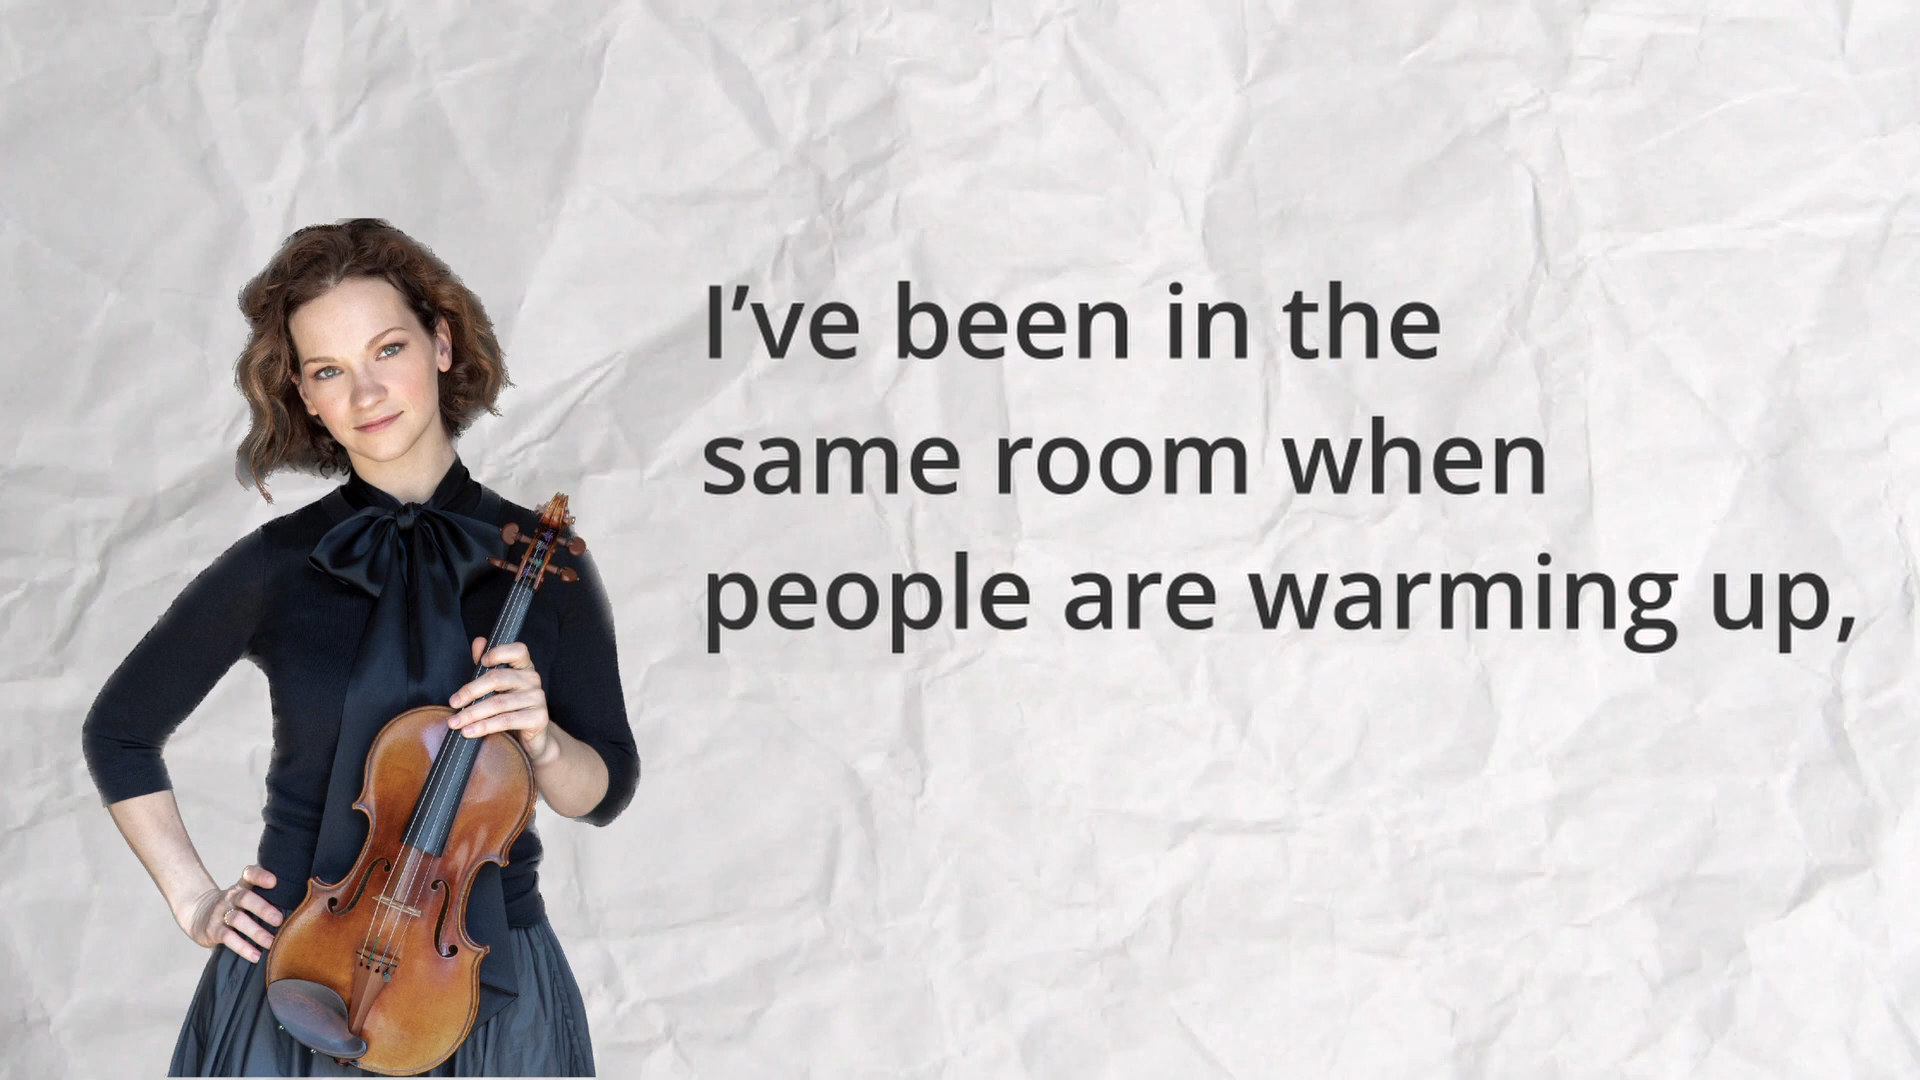 I’ve been in the
same room when
people are warming up,